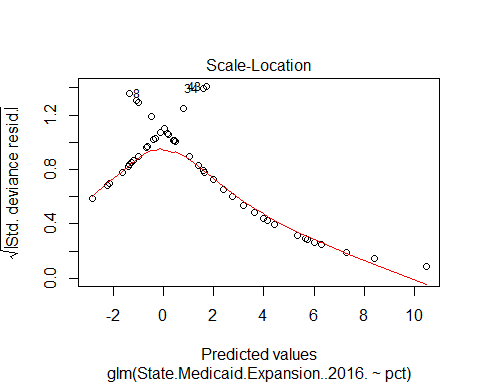 Scale-Location
√|Std. deviance resid.|
0.0 0.4 0.8 1.2
8
-2 0 2 4 6 8 10
Predicted values
glm(State.Medicaid.Expansion..2016. ~ pct)